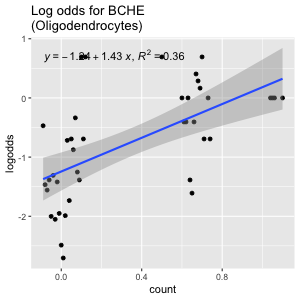 Log odds for BCHE
(Oligodendrocytes)
y = −1.24 + 1.43 x, R² = 0.36
1
0
-1
-2
logodds
0.0 0.4 0.8
count